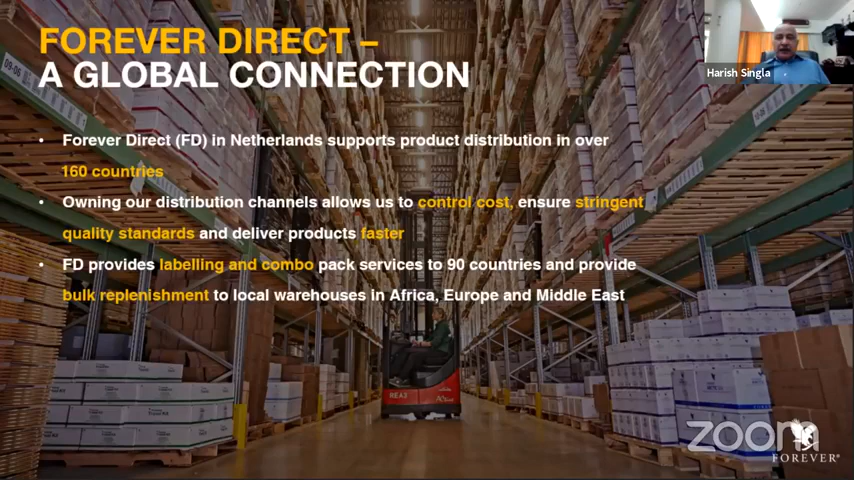 FOREVER DIRECT –
A GLOBAL CONNECTION
Harish Singla
• Forever Direct (FD) in Netherlands supports product distribution in over
160 countries
• Owning our distribution channels allows us to control cost, ensure stringent
quality standards and deliver products faster
• FD provides labelling and combo pack services to 90 countries and provide
bulk replenishment to local warehouses in Africa, Europe and Middle East
09-06
REA3
zoom
FOREVER®